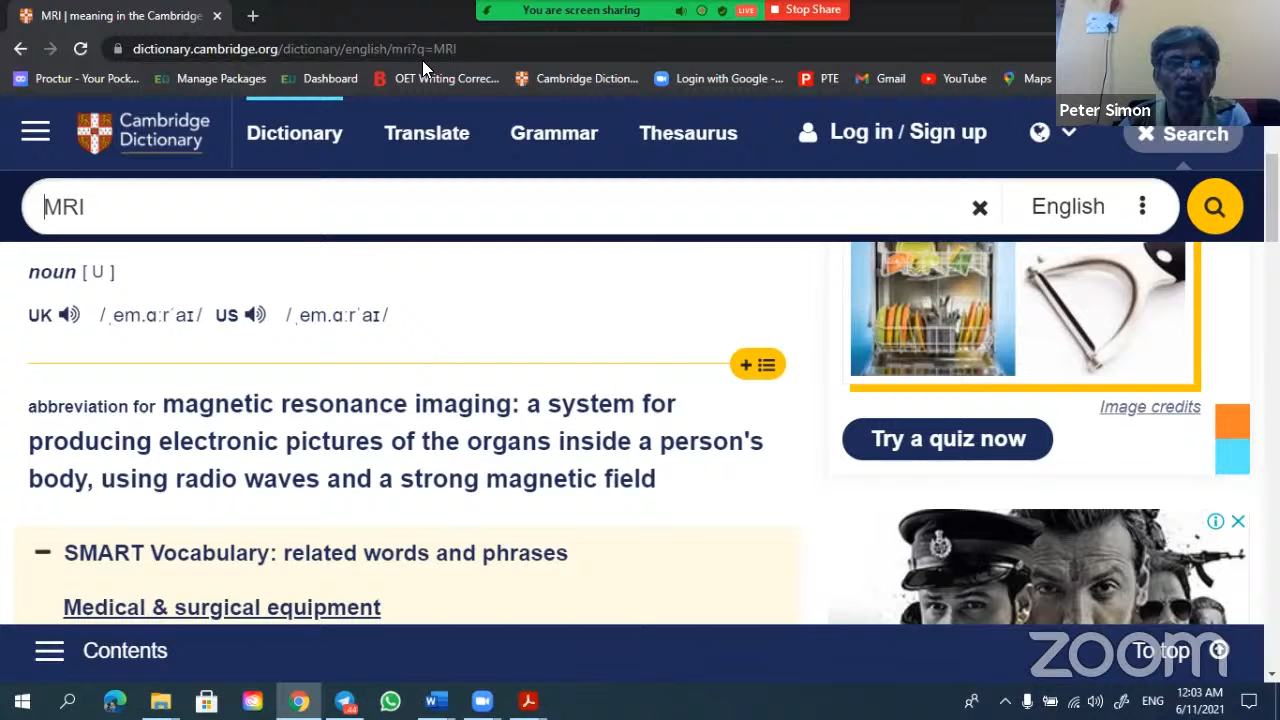 MRI | meaning in the Cambridge
You are screen sharing
LIVE
Stop Share
dictionary.cambridge.org/dictionary/english/mri?q=MRI
Proctur - Your Pock...
Manage Packages
Dashboard
OET Writing Correc...
Cambridge Diction...
Login with Google -...
PTE
Gmail
YouTube
Maps
Peter Simon
Cambridge
Dictionary
Dictionary
Translate
Grammar
Thesaurus
Log in / Sign up
Search
MRI
English
noun [ U ]
UK /ˌem.ɑːrˈaɪ/ US /ˌem.ɑːrˈaɪ/
abbreviation for magnetic resonance imaging: a system for
producing electronic pictures of the organs inside a person's
body, using radio waves and a strong magnetic field
Image credits
Try a quiz now
SMART Vocabulary: related words and phrases
Medical & surgical equipment
Contents
To top
zoom
44
ENG
12:03 AM
6/11/2021